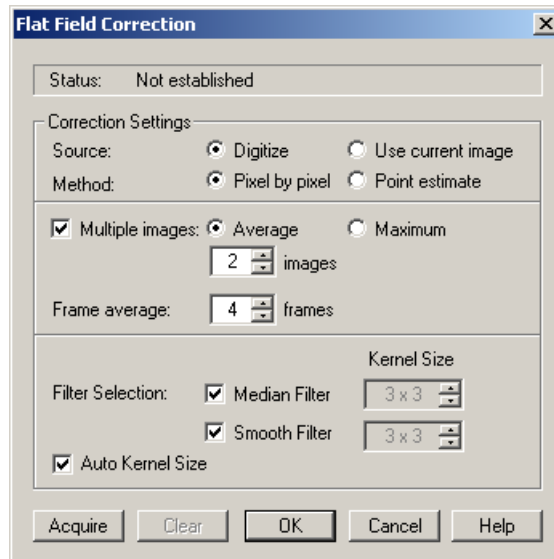 Flat Field Correction
Status: Not established
Correction Settings
Source: Digitize Use current image
Method: Pixel by pixel Point estimate
Multiple images: Average Maximum
2 images
Frame average: 4 frames
Kernel Size
Filter Selection: Median Filter 3 x 3
Smooth Filter 3 x 3
Auto Kernel Size
Acquire Clear OK Cancel Help